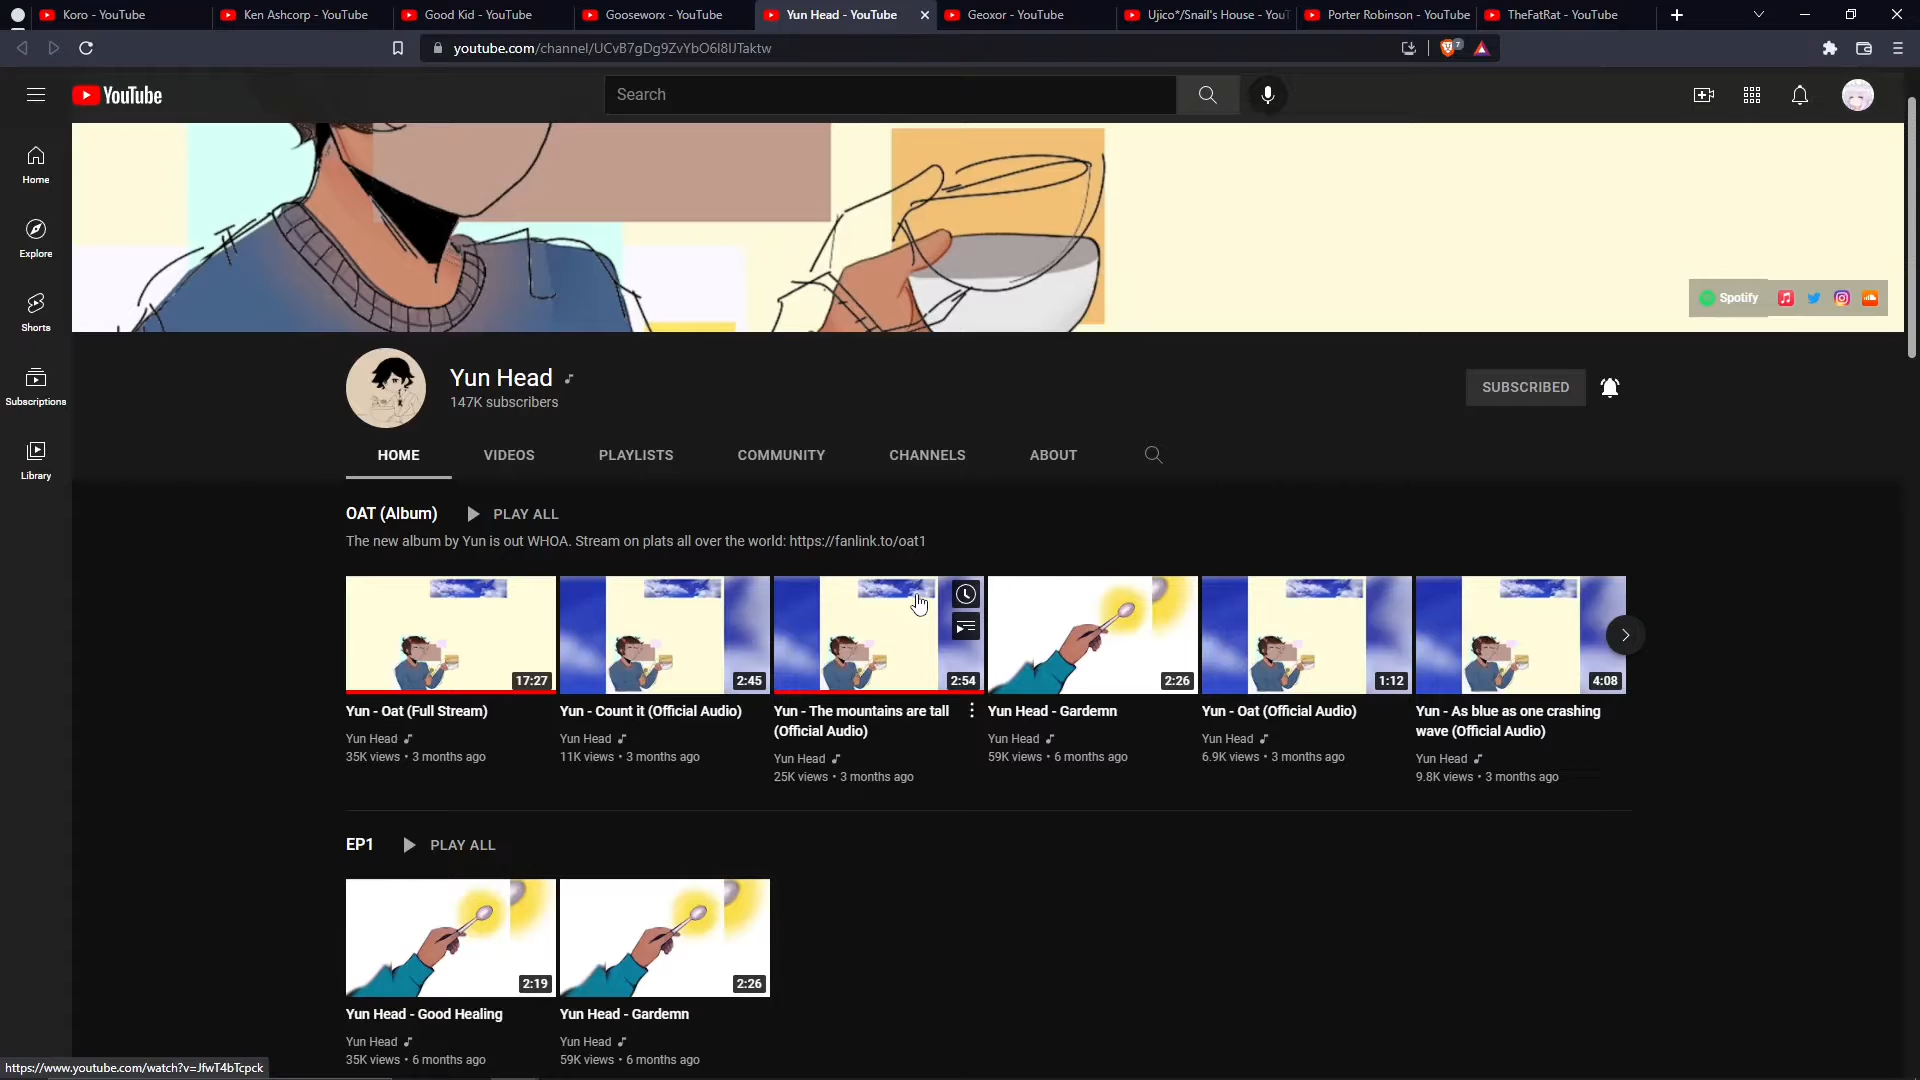 Koro - YouTube
Ken Ashcorp - YouTube
Good Kid - YouTube
Gooseworx - YouTube
Yun Head - YouTube
Geoxor - YouTube
Ujico*/Snail's House - YouT
Porter Robinson - YouTube
TheFatRat - YouTube
youtube.com/channel/UCvB7gDg9ZvYbO6l8IJTaktw
7
YouTube
Search
Home
Explore
Shorts
Subscriptions
Library
Spotify
Yun Head
147K subscribers
SUBSCRIBED
HOME
VIDEOS
PLAYLISTS
COMMUNITY
CHANNELS
ABOUT
OAT (Album)
PLAY ALL
The new album by Yun is out WHOA. Stream on plats all over the world: https://fanlink.to/oat1
17:27
Yun - Oat (Full Stream)
Yun Head
35K views • 3 months ago
2:45
Yun - Count it (Official Audio)
Yun Head
11K views • 3 months ago
2:54
Yun - The mountains are tall
(Official Audio)
Yun Head
25K views • 3 months ago
2:26
Yun Head - Gardemn
Yun Head
59K views • 6 months ago
1:12
Yun - Oat (Official Audio)
Yun Head
6.9K views • 3 months ago
4:08
Yun - As blue as one crashing
wave (Official Audio)
Yun Head
9.8K views • 3 months ago
EP1
PLAY ALL
2:19
Yun Head - Good Healing
Yun Head
35K views • 6 months ago
2:26
Yun Head - Gardemn
Yun Head
59K views • 6 months ago
https://www.youtube.com/watch?v=JfwT4bTcpck